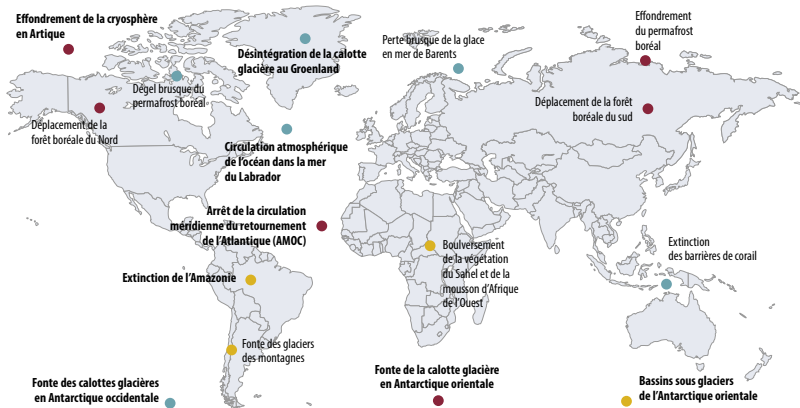 Effondrement de la cryosphère
en Artique
Désintégration de la calotte
glacière au Groenland
Perte brusque de la glace
en mer de Barents
Effondrement
du permafrost
boréal
Dégel brusque du
permafrost boréal
Déplacement de la
forêt boréale du Nord
Déplacement de la forêt
boréale du sud
Circulation atmosphérique
de l'océan dans la mer
du Labrador
Arrêt de la circulation
méridienne du retournement
de l'Atlantique (AMOC)
Boulversement
de la végétation
du Sahel et de la
mousson d'Afrique
de l'Ouest
Extinction
des barrières de corail
Extinction de l'Amazonie
Fonte des glaciers
des montagnes
Fonte des calottes glacières
en Antarctique occidentale
Fonte de la calotte glacière
en Antarctique orientale
Bassins sous glaciers
de l'Antarctique orientale